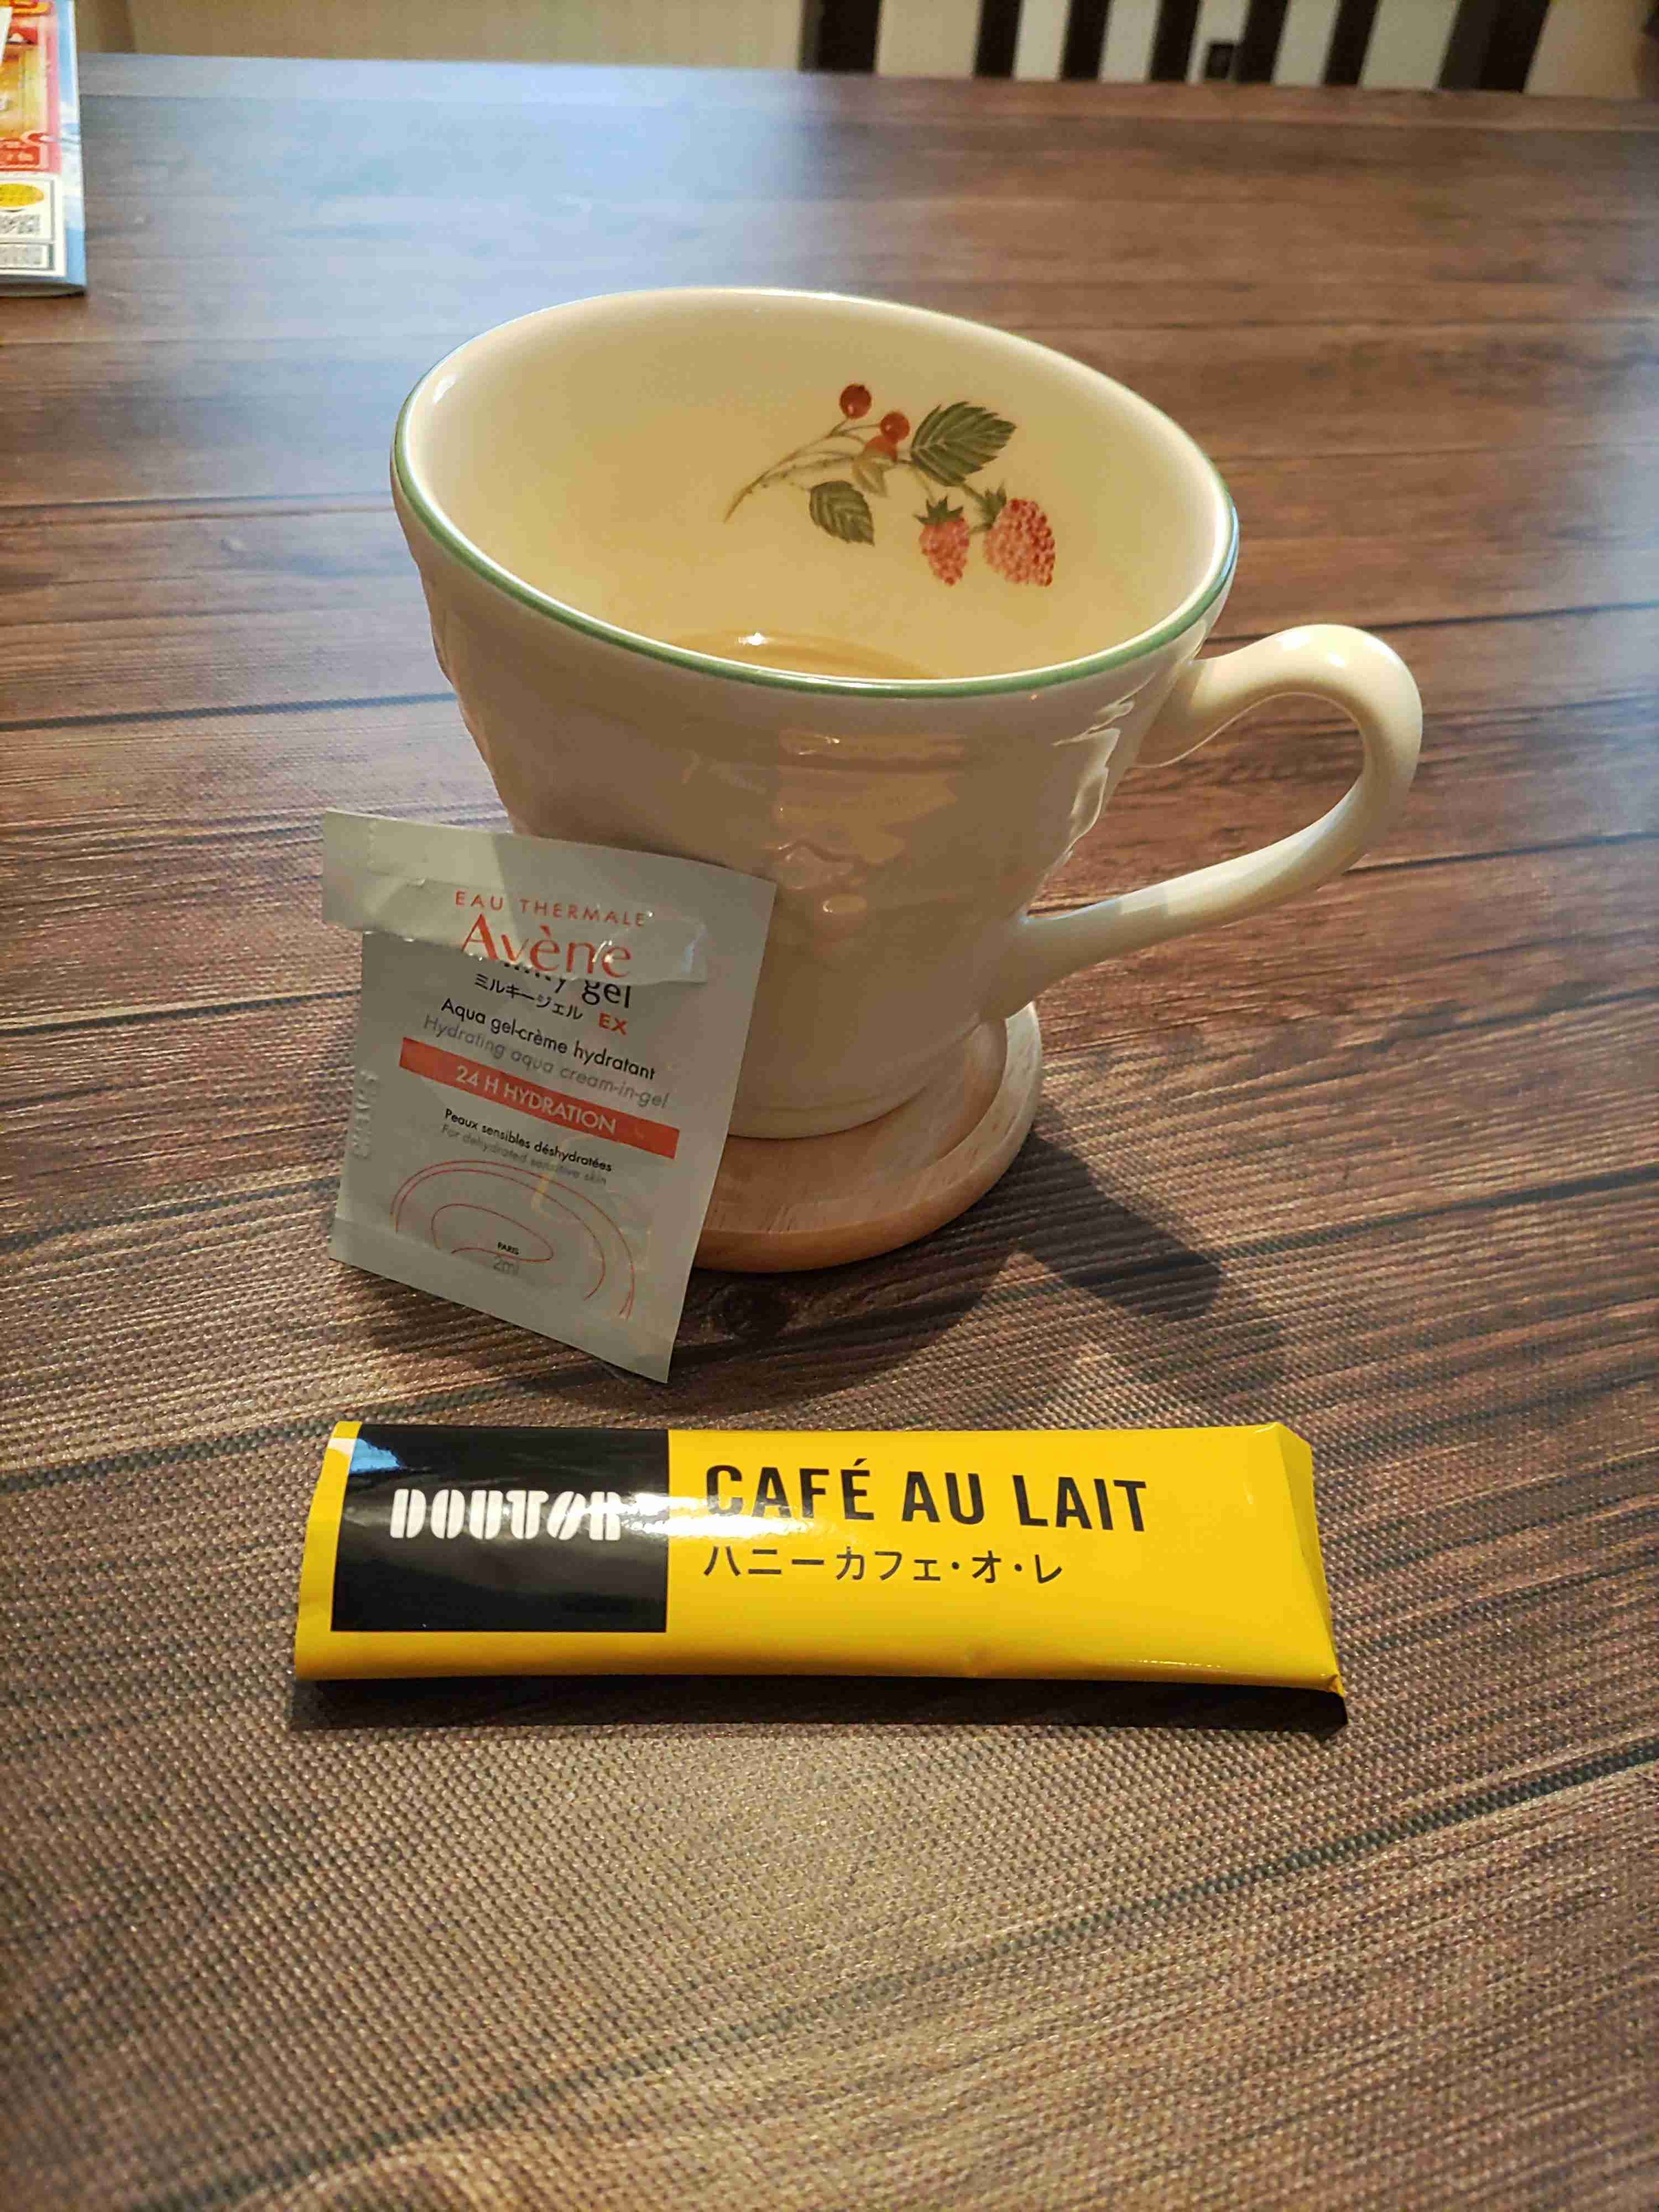 EAU THERMALE
Avène
gel
ミルキージェル EX
Aqua gel-crème hydratant
Hydrating aqua cream-in-gel
24 H HYDRATION
Peaux sensibles déshydratées
For dehydrated sensitive skin
PARIS
2ml
DOUTOR
CAFÉ AU LAIT
ハニーカフェ・オ・レ